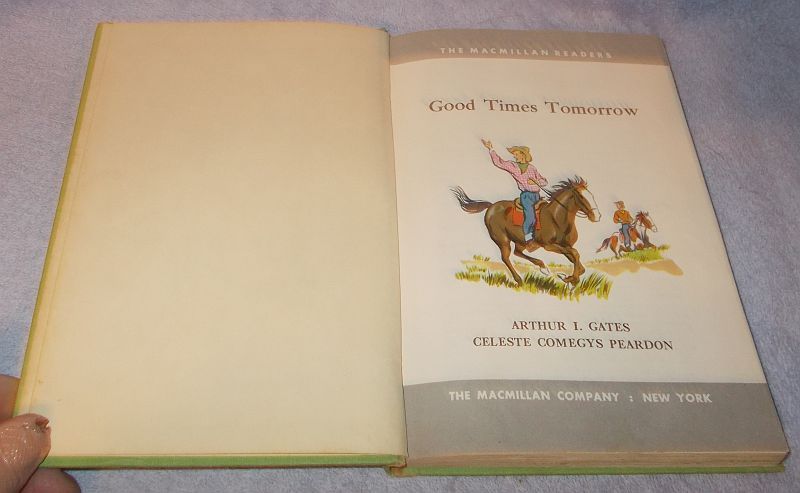 THE MACMILLAN READERS
Good Times Tomorrow
ARTHUR I. GATES
CELESTE COMEGYS PEARDON
THE MACMILLAN COMPANY : NEW YORK